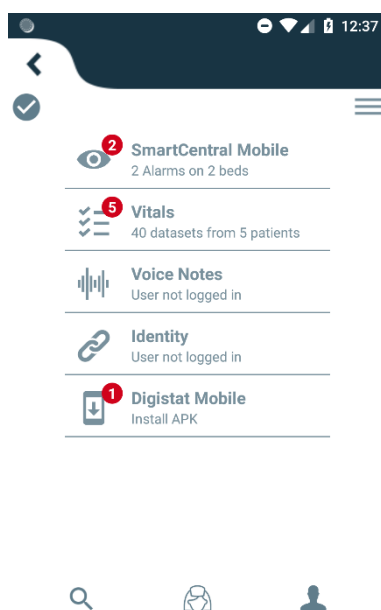 12:37
2
SmartCentral Mobile
2 Alarms on 2 beds
5
Vitals
40 datasets from 5 patients
Voice Notes
User not logged in
Identity
User not logged in
1
Digistat Mobile
Install APK